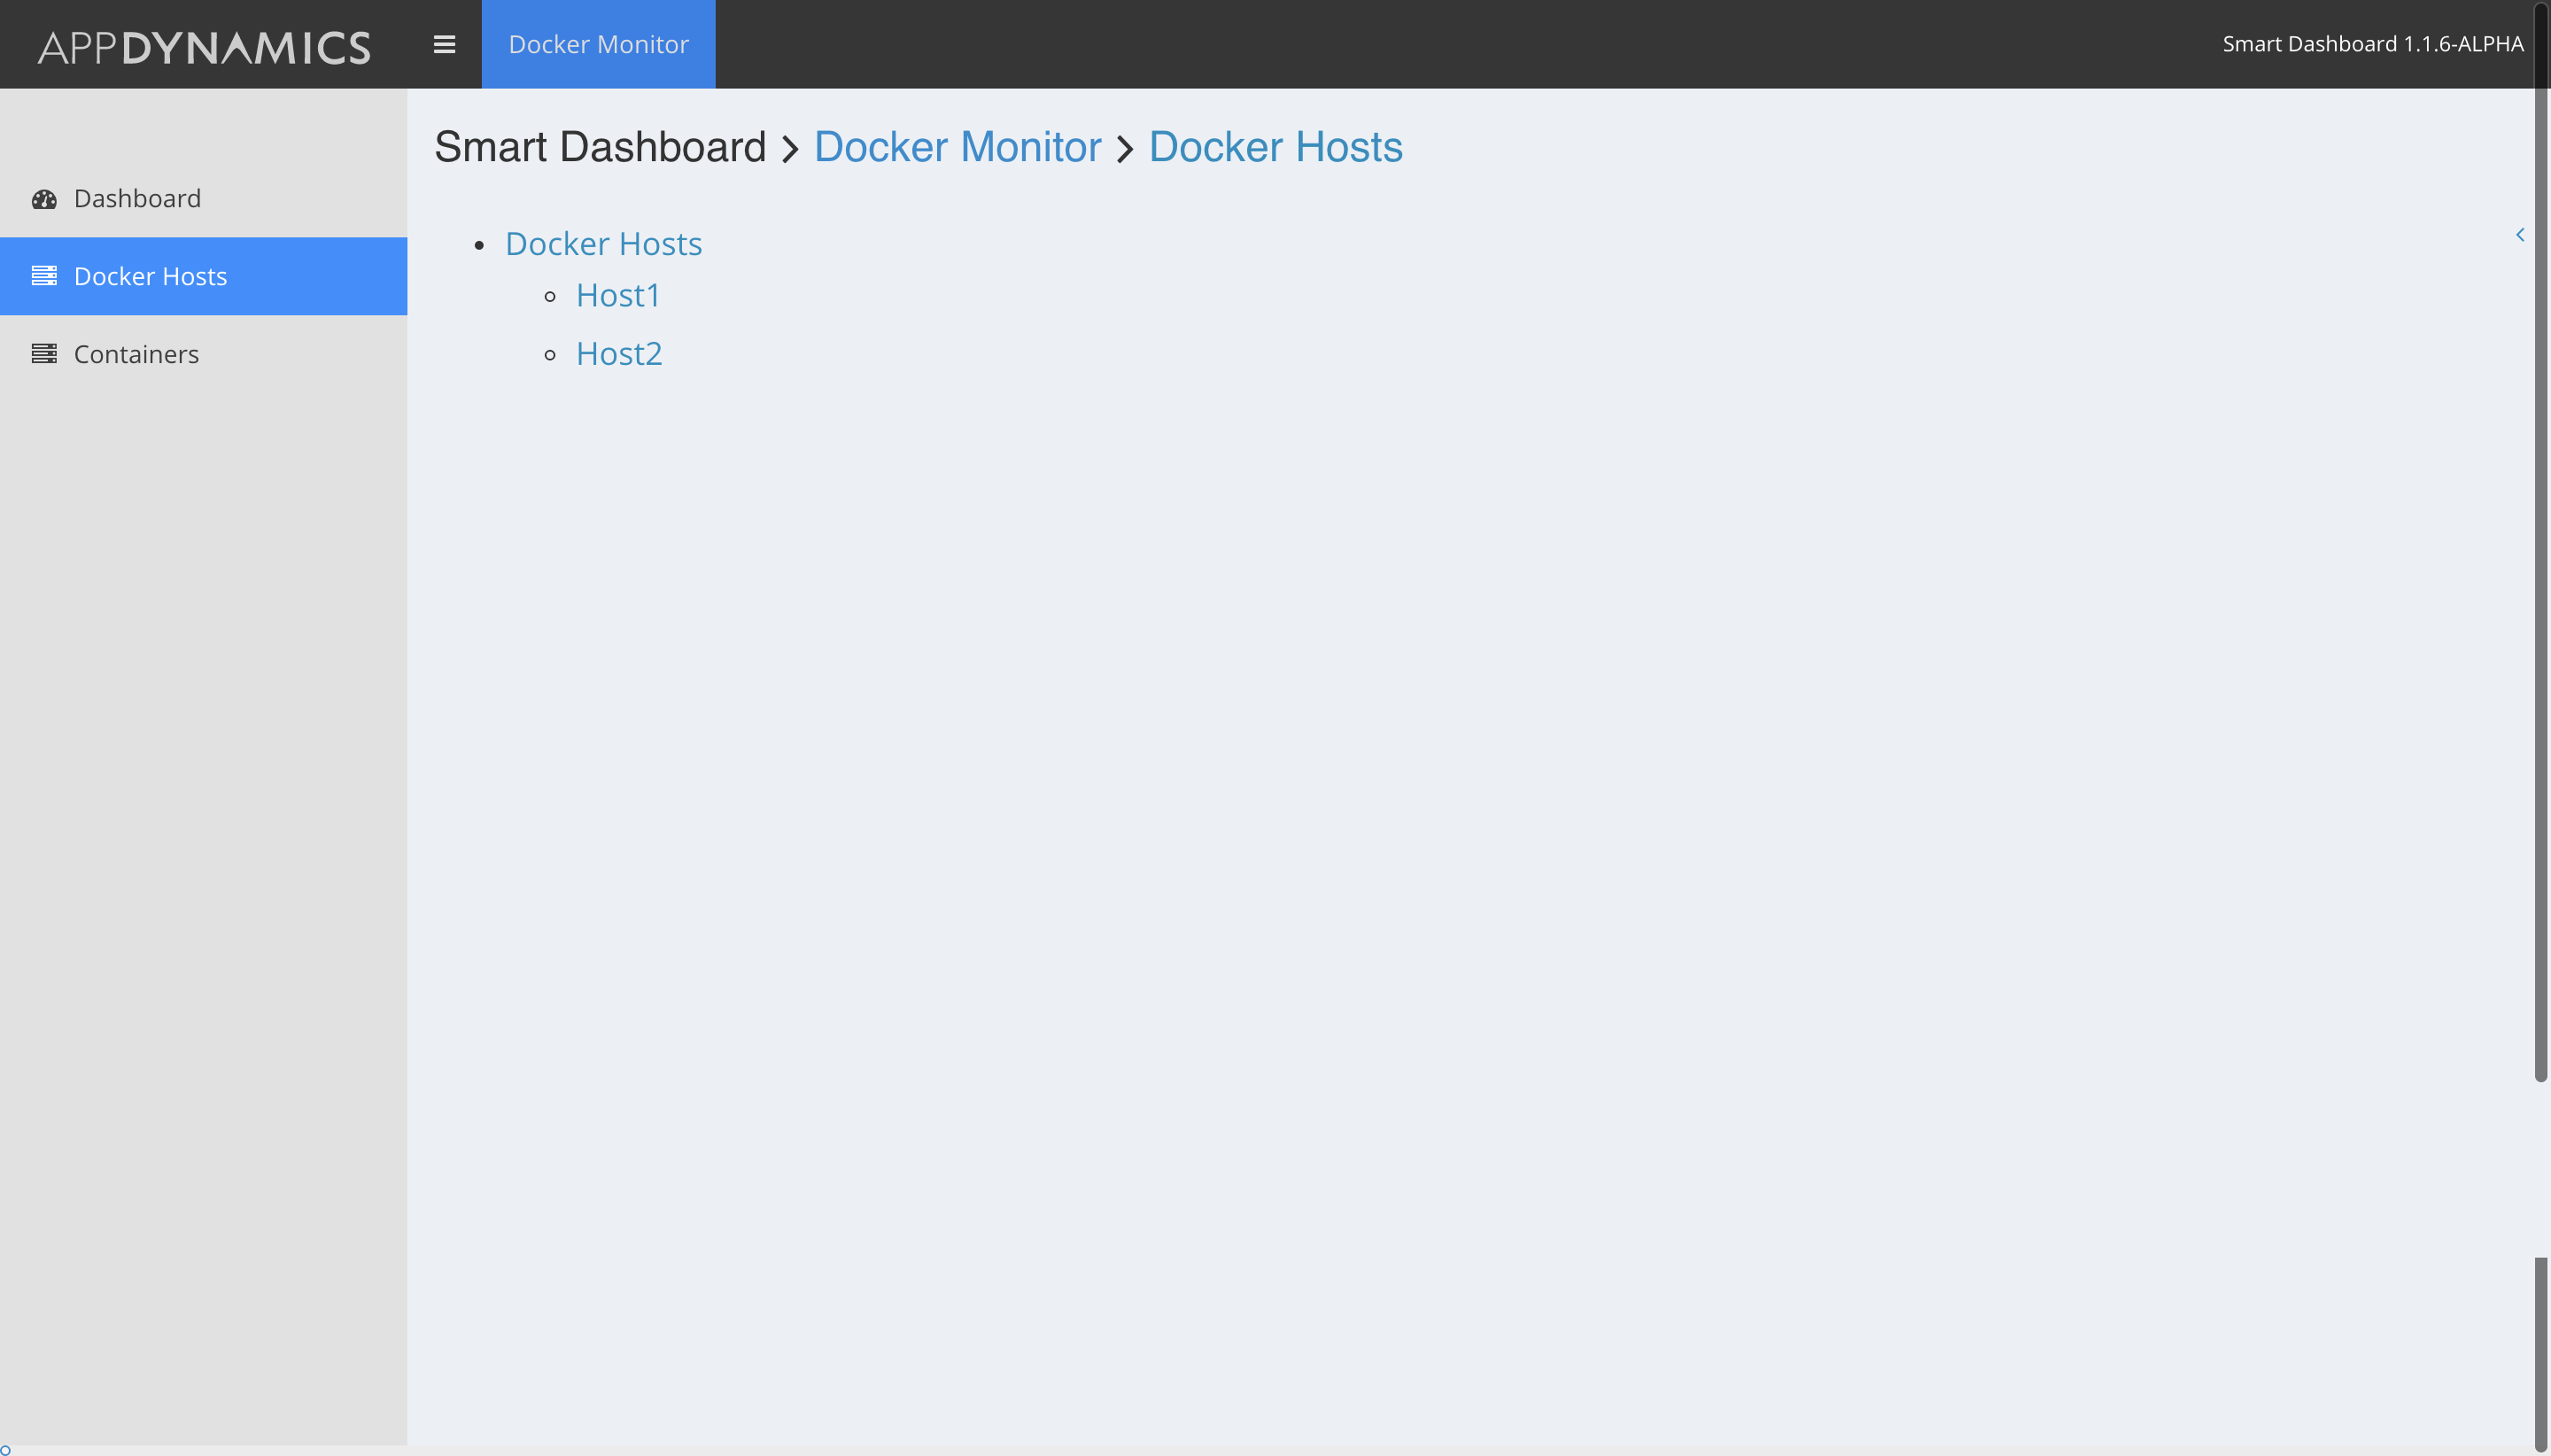 APPDYNAMICS
Docker Monitor
Smart Dashboard 1.1.6-ALPHA
Dashboard
Docker Hosts
Containers
Smart Dashboard > Docker Monitor > Docker Hosts
Docker Hosts
Host1
Host2